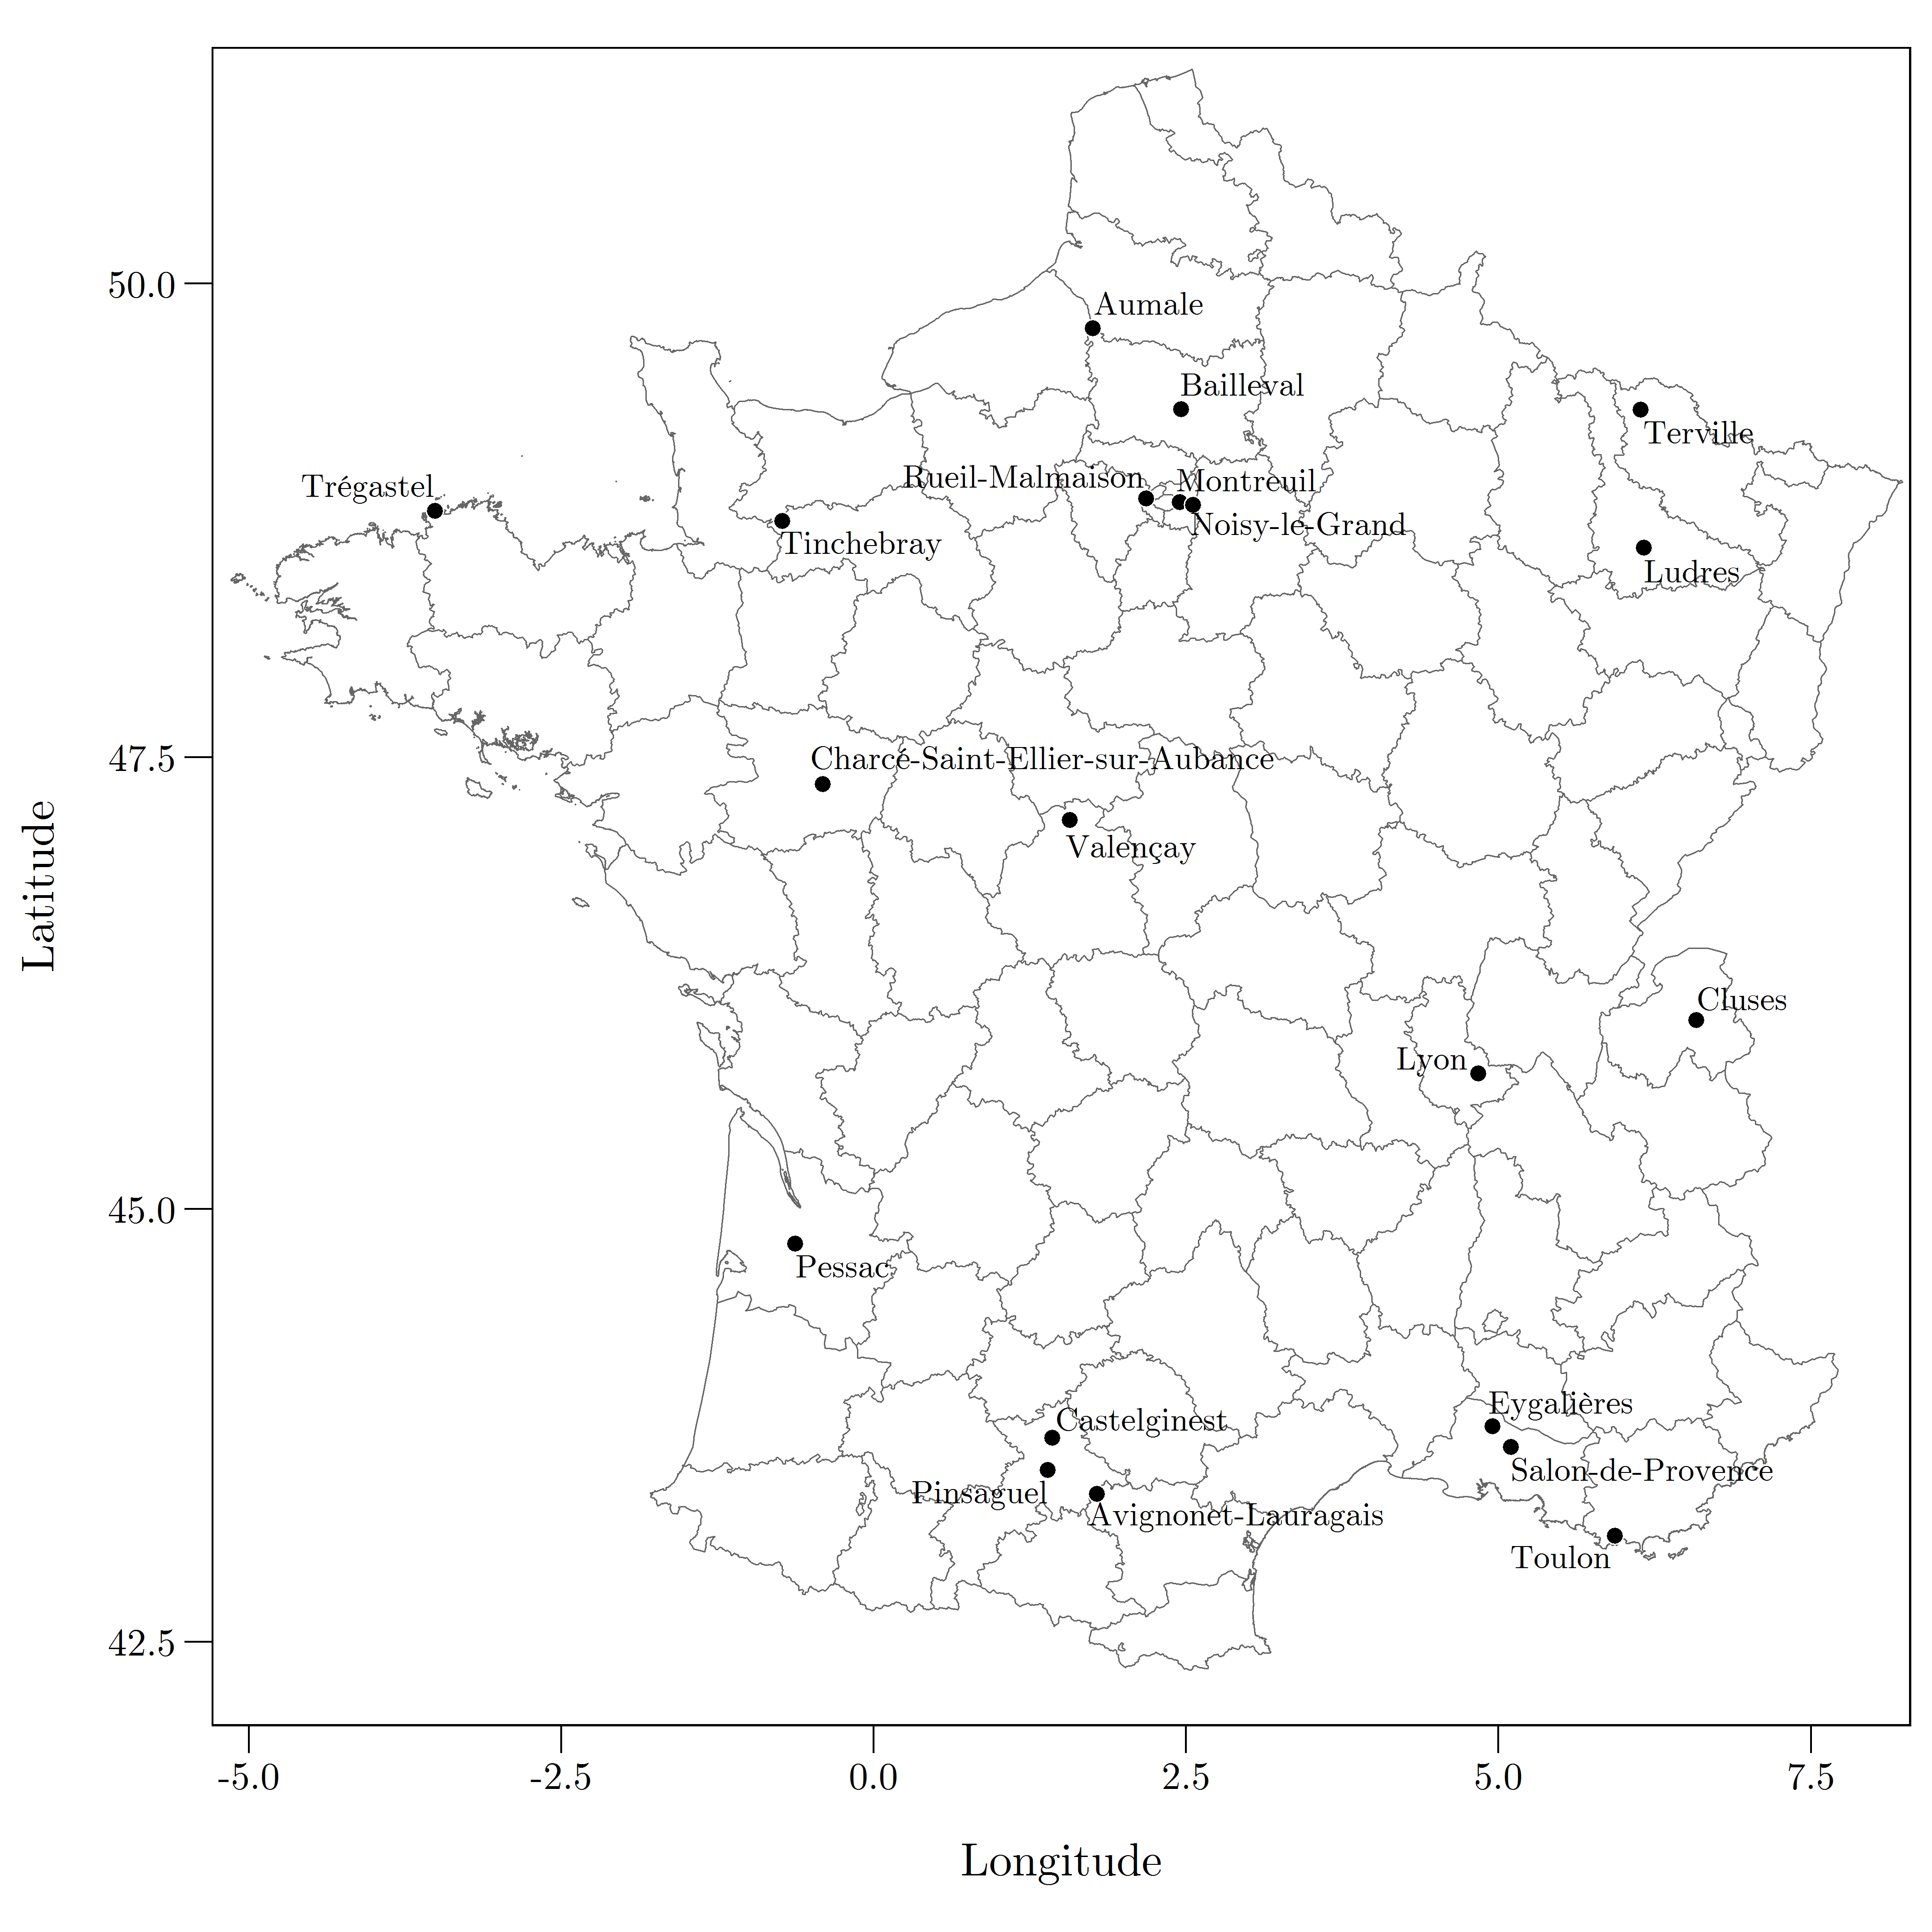 50.0
Aumale
Bailleval
Terville
Rueil-Malmaison
Montreuil
Trégastel
Noisy-le-Grand
Tinchebray
Ludres
47.5
Charcé-Saint-Ellier-sur-Aubance
Valençay
Latitude
Cluses
Lyon
45.0
Pessac
Eygalières
Castelginest
Salon-de-Provence
Pinsaguel
Avignonet-Lauragais
Toulon
42.5
-5.0 -2.5 0.0 2.5 5.0 7.5
Longitude